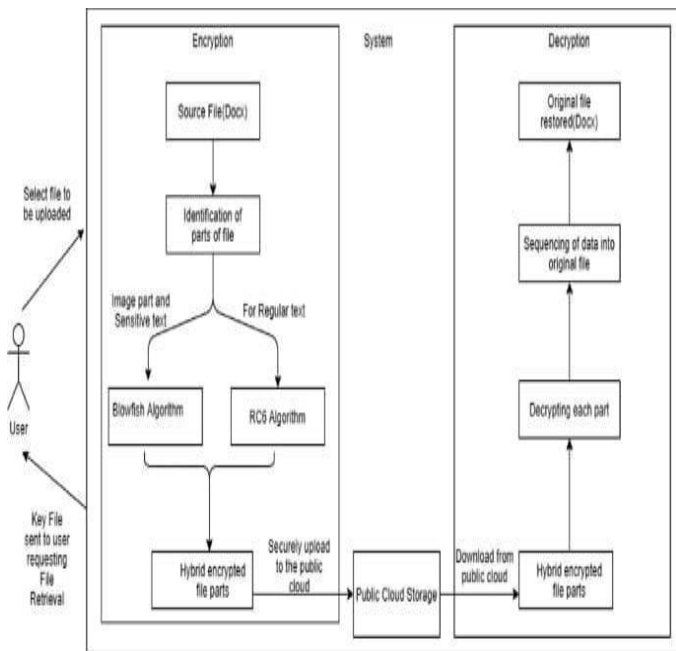 Encryption
System
Decryption
Source File(Docx)
Original file
restored(Docx)
Select file to
be uploaded
Identification of
parts of file
Sequencing of data into
original file
Image part and
Sensitive text
For Regular text
Blowfish Algorithm
RC6 Algorithm
Decrypting each part
User
Key File
sent to user
requesting
File
Retrieval
Hybrid encrypted
file parts
Securely upload
to the public
cloud
Public Cloud Storage
Download from
public cloud
Hybrid encrypted
file parts